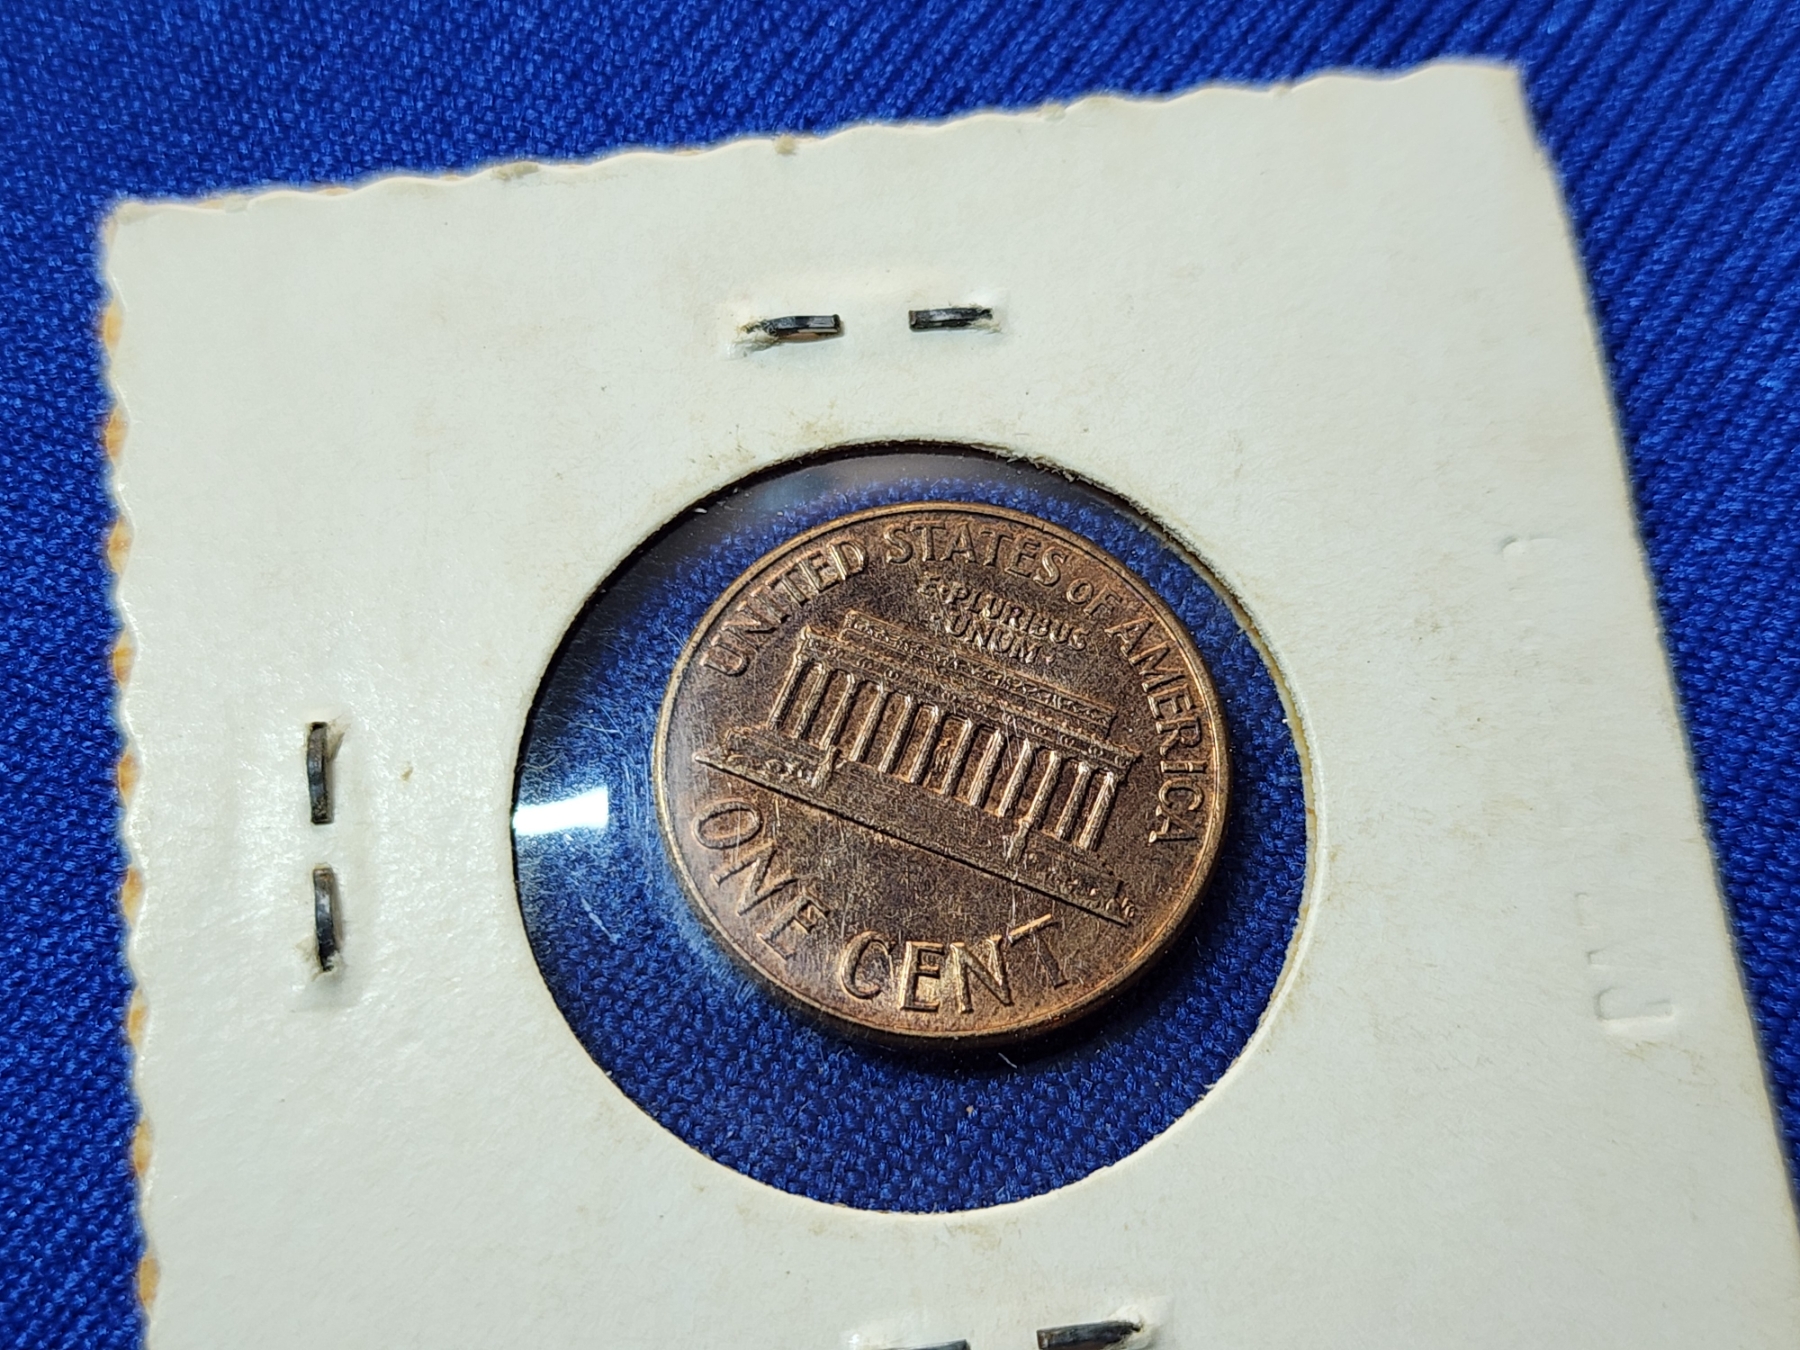 UNITED STATES OF AMERICA
E·PLURIBUS
UNUM
ONE CENT